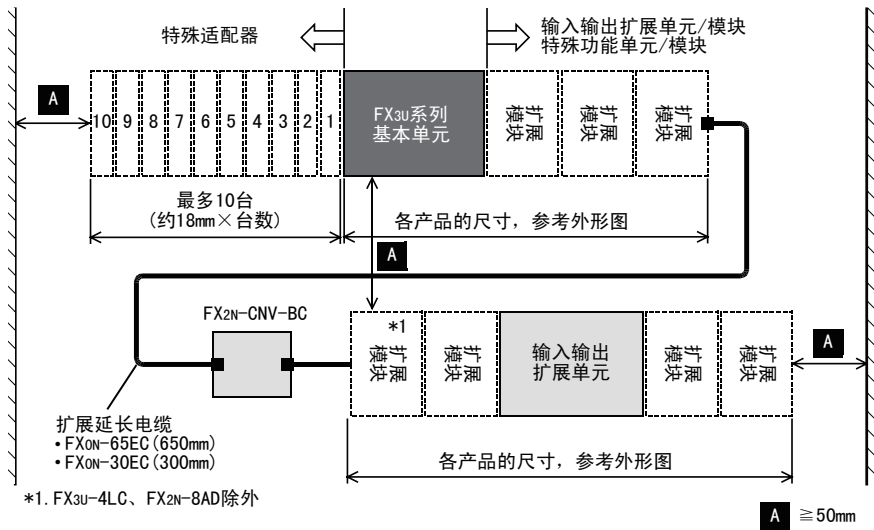 特殊适配器
输入输出扩展单元/模块
特殊功能单元/模块
A
10 9 8 7 6 5 4 3 2 1
FX3U系列
基本单元
扩展
模块
扩展
模块
扩展
模块
最多10台
(约18mm×台数)
各产品的尺寸，参考外形图
A
FX2N-CNV-BC
*1
扩展
模块
扩展
模块
输入输出
扩展单元
扩展
模块
扩展
模块
A
扩展延长电缆
•FX0N-65EC(650mm)
•FX0N-30EC(300mm)
各产品的尺寸，参考外形图
*1. FX3U-4LC、FX2N-8AD除外
A ≧50mm